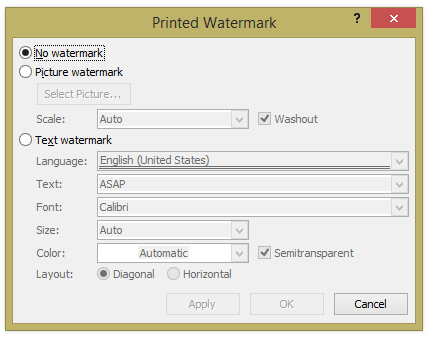 Printed Watermark ?
No watermark
Picture watermark
Select Picture...
Scale: Auto Washout
Text watermark
Language: English (United States)
Text: ASAP
Font: Calibri
Size: Auto
Color: Automatic Semitransparent
Layout: Diagonal Horizontal
Apply OK Cancel